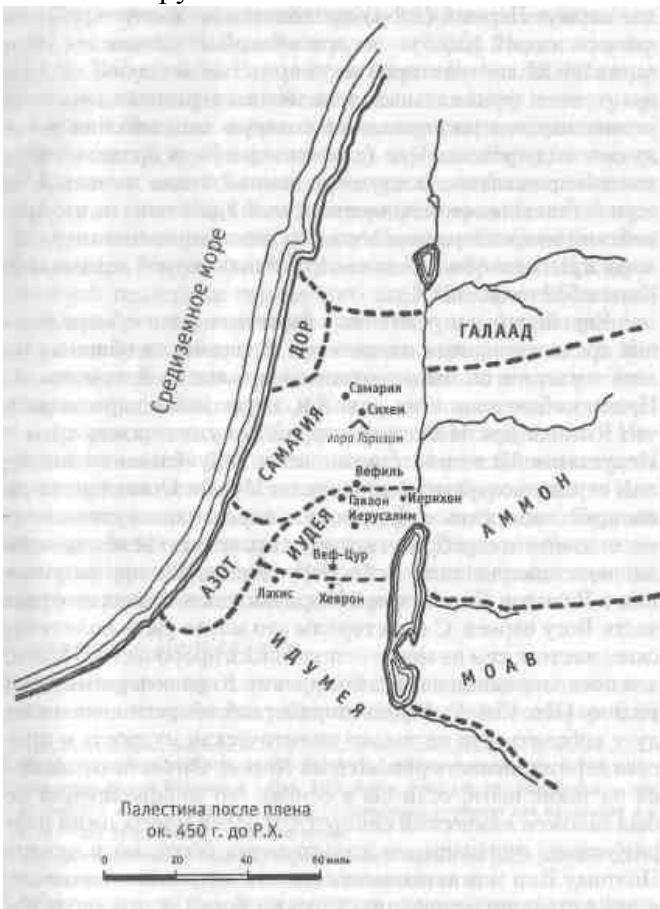 Средиземное море
ДОР
ГАЛААД
Самария
Сихем
гора Гаризим
САМАРИЯ
Вефиль
Гаваон
Иерихон
Иерусалим
ИУДЕЯ
АММОН
АЗОТ
Веф-Цур
Лахис
Хеврон
ИДУМЕЯ
МОАВ
Палестина после плена
ок. 450 г. до Р.Х.
0 20 40 60 миль